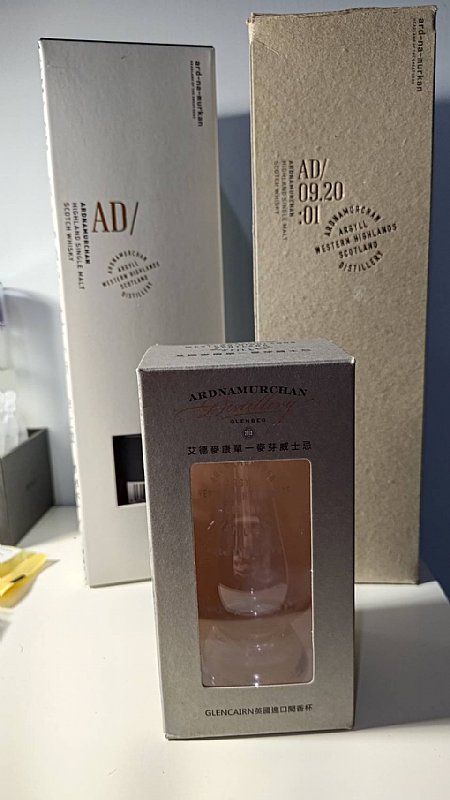 ard-na-murkan
AD/
ARDNAMURCHAN
HIGHLAND SINGLE MALT
SCOTCH WHISKY
ARDNAMURCHAN
ARGYLL
WESTERN HIGHLANDS
SCOTLAND
DISTILLERY
ard-na-murkan
AD/
09.20
:01
ARDNAMURCHAN
HIGHLAND SINGLE MALT
SCOTCH WHISKY
ARDNAMURCHAN
ARGYLL
WESTERN HIGHLANDS
SCOTLAND
DISTILLERY
ARDNAMURCHAN
艾德麥康單一麥芽威士忌
GLENCAIRN英國進口聞香杯